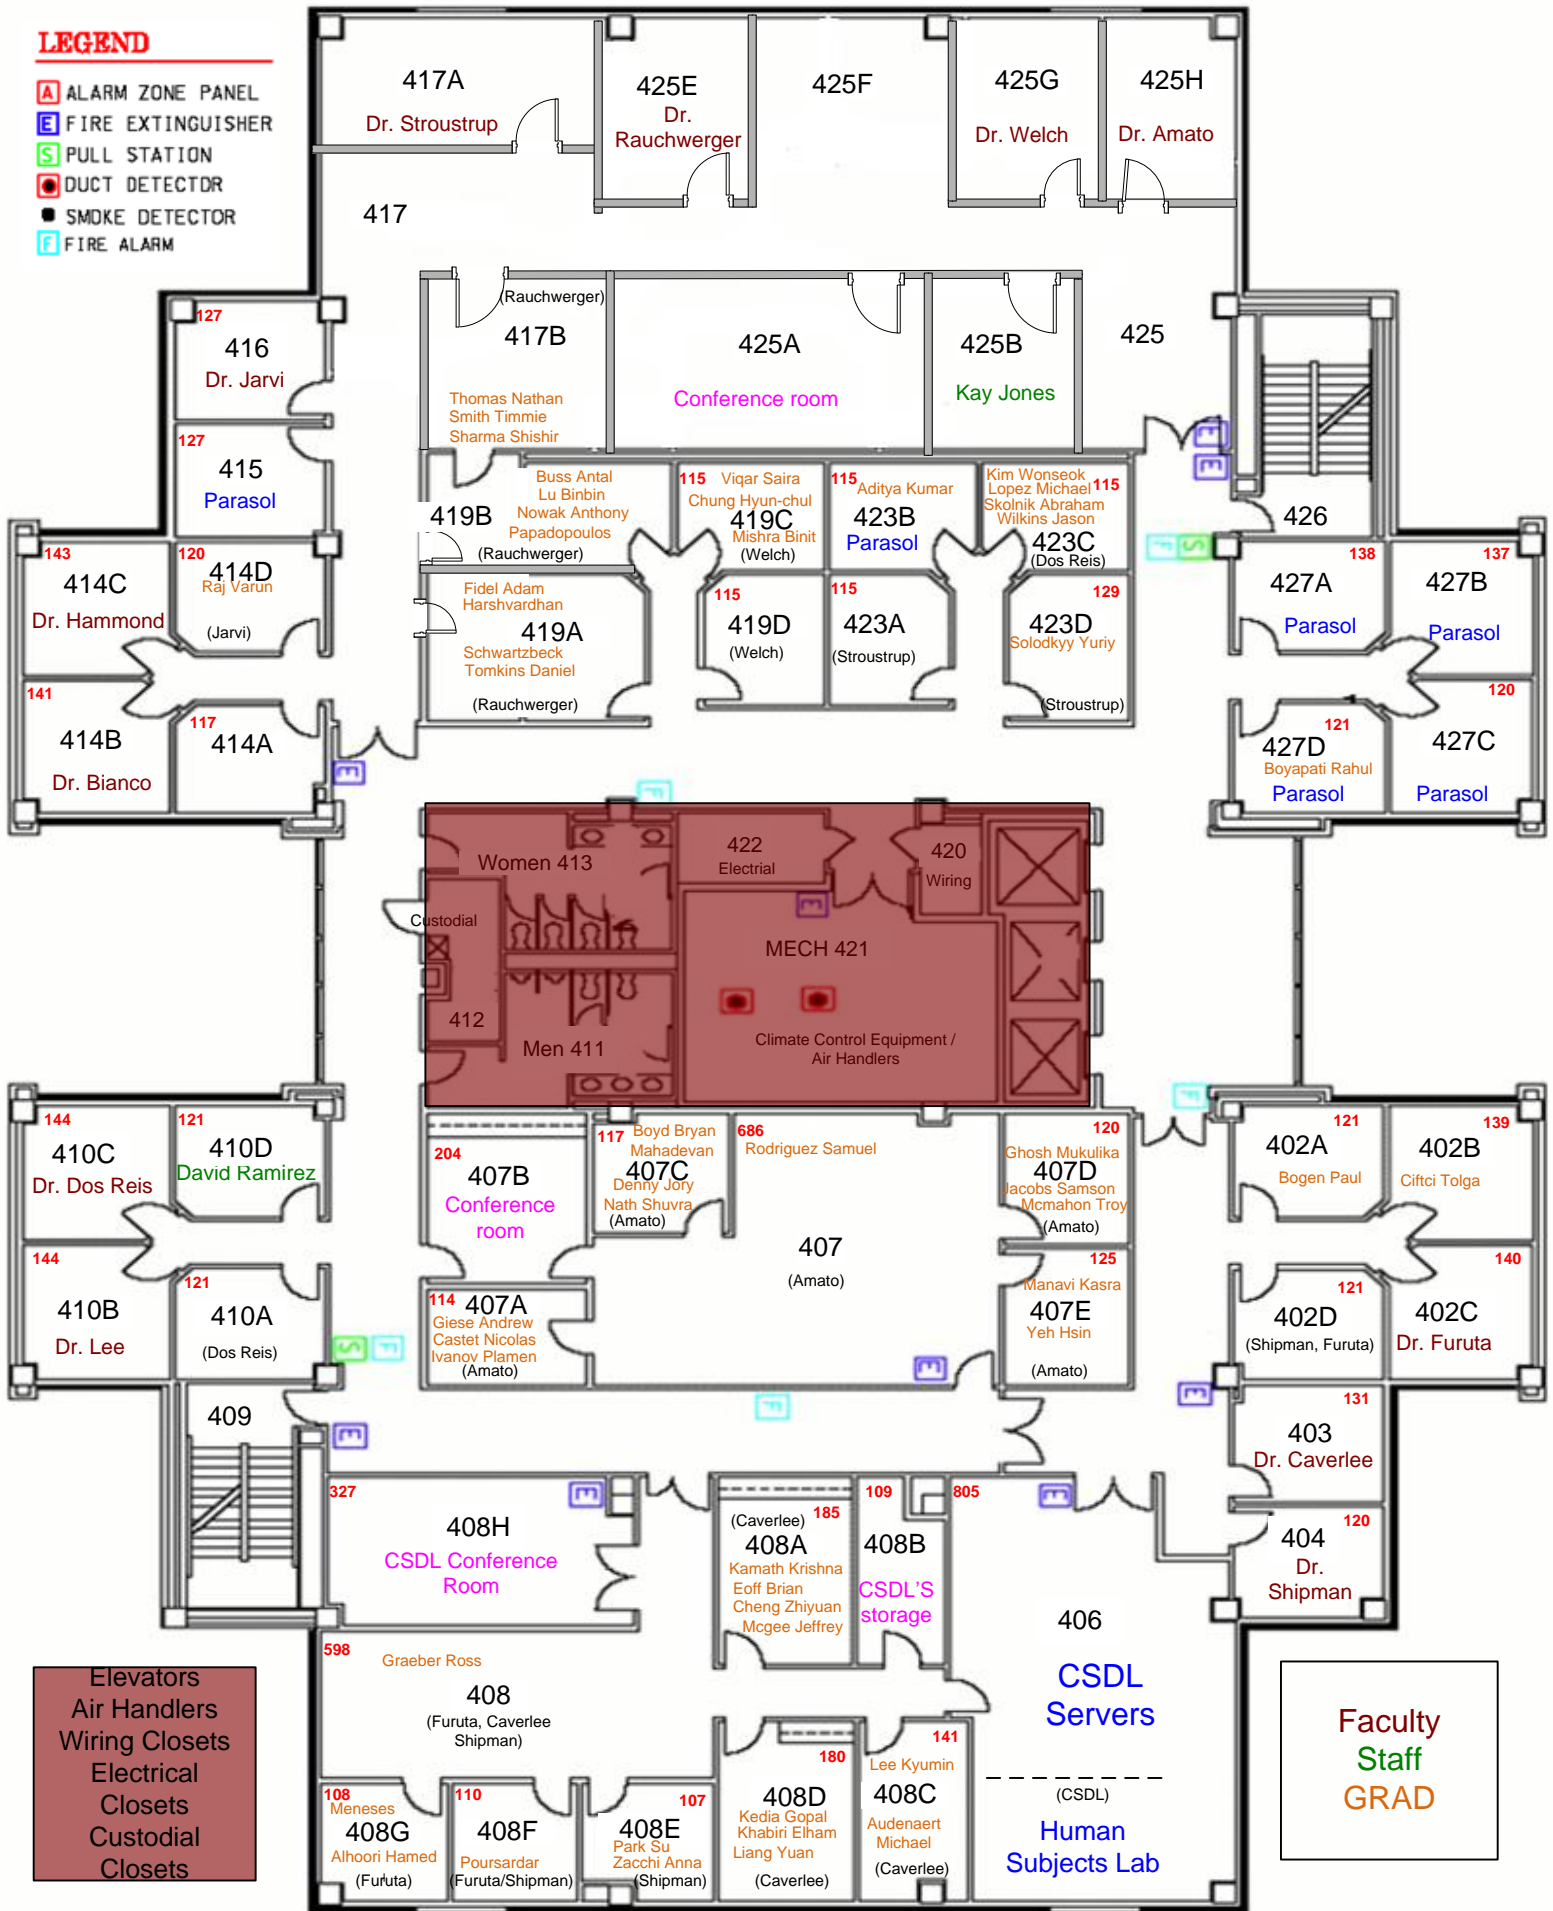 LEGEND
A ALARM ZONE PANEL
E FIRE EXTINGUISHER
S PULL STATION
DUCT DETECTOR
SMOKE DETECTOR
F FIRE ALARM
417A
Dr. Stroustrup
425E
Dr.
Rauchwerger
425F
425G
Dr. Welch
425H
Dr. Amato
417
(Rauchwerger)
417B
Thomas Nathan
Smith Timmie
Sharma Shishir
425A
Conference room
425B
Kay Jones
425
127
416
Dr. Jarvi
127
415
Parasol
E
E
426
419B
Buss Antal
Lu Binbin
Nowak Anthony
Papadopoulos
(Rauchwerger)
115
Viqar Saira
Chung Hyun-chul
419C
Mishra Binit
(Welch)
115
Aditya Kumar
423B
Parasol
Kim Wonseok
Lopez Michael
115
Skolnik Abraham
Wilkins Jason
423C
(Dos Reis)
F
S
143
414C
Dr. Hammond
120
414D
Raj Varun
(Jarvi)
Fidel Adam
Harshvardhan
419A
Schwartzbeck
Tomkins Daniel
(Rauchwerger)
115
419D
(Welch)
115
423A
(Stroustrup)
129
423D
Solodkyy Yuriy
(Stroustrup)
138
427A
Parasol
137
427B
Parasol
141
414B
Dr. Bianco
117
414A
E
F
121
427D
Boyapati Rahul
Parasol
120
427C
Parasol
Women 413
422
Electrial
420
Wiring
E
Custodial
412
Men 411
MECH 421
Climate Control Equipment /
Air Handlers
F
144
410C
Dr. Dos Reis
121
410D
David Ramirez
204
407B
Conference
room
117
Boyd Bryan
Mahadevan
407C
Denny Jory
Nath Shuvra
(Amato)
686
Rodriguez Samuel
407
(Amato)
120
Ghosh Mukulika
407D
Jacobs Samson
Mcmahon Troy
(Amato)
121
402A
Bogen Paul
139
402B
Ciftci Tolga
144
410B
Dr. Lee
121
410A
(Dos Reis)
S
F
114
407A
Giese Andrew
Castet Nicolas
Ivanov Plamen
(Amato)
E
125
Manavi Kasra
407E
Yeh Hsin
(Amato)
121
402D
(Shipman, Furuta)
140
402C
Dr. Furuta
409
E
F
E
131
403
Dr. Caverlee
327
408H
CSDL Conference
Room
E
(Caverlee)
185
408A
Kamath Krishna
Eoff Brian
Cheng Zhiyuan
Mcgee Jeffrey
109
408B
CSDL'S
storage
805
E
406
CSDL
Servers
120
404
Dr.
Shipman
598
Graeber Ross
408
(Furuta, Caverlee
Shipman)
108
Meneses
408G
Alhoori Hamed
(Furuta)
110
408F
Poursardar
(Furuta/Shipman)
107
408E
Park Su
Zacchi Anna
(Shipman)
180
408D
Kedia Gopal
Khabiri Elham
Liang Yuan
(Caverlee)
141
Lee Kyumin
408C
Audenaert
Michael
(Caverlee)
(CSDL)
Human
Subjects Lab
Elevators
Air Handlers
Wiring Closets
Electrical
Closets
Custodial
Closets
Faculty
Staff
GRAD